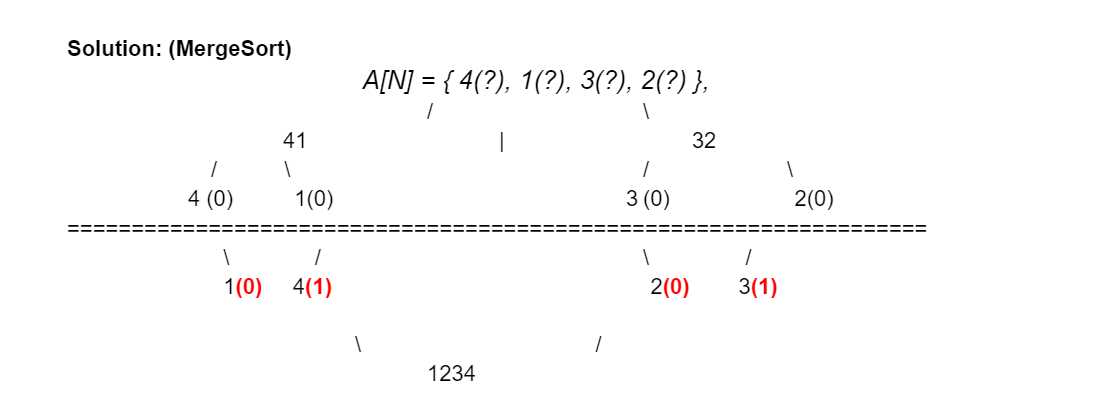 Solution: (MergeSort)
A[N] = { 4(?), 1(?), 3(?), 2(?) },
/ \
41 | 32
/ \ / \
4 (0) 1(0) 3 (0) 2(0)
==================================================================
\ / \ /
1(0) 4(1) 2(0) 3(1)
\ /
1234